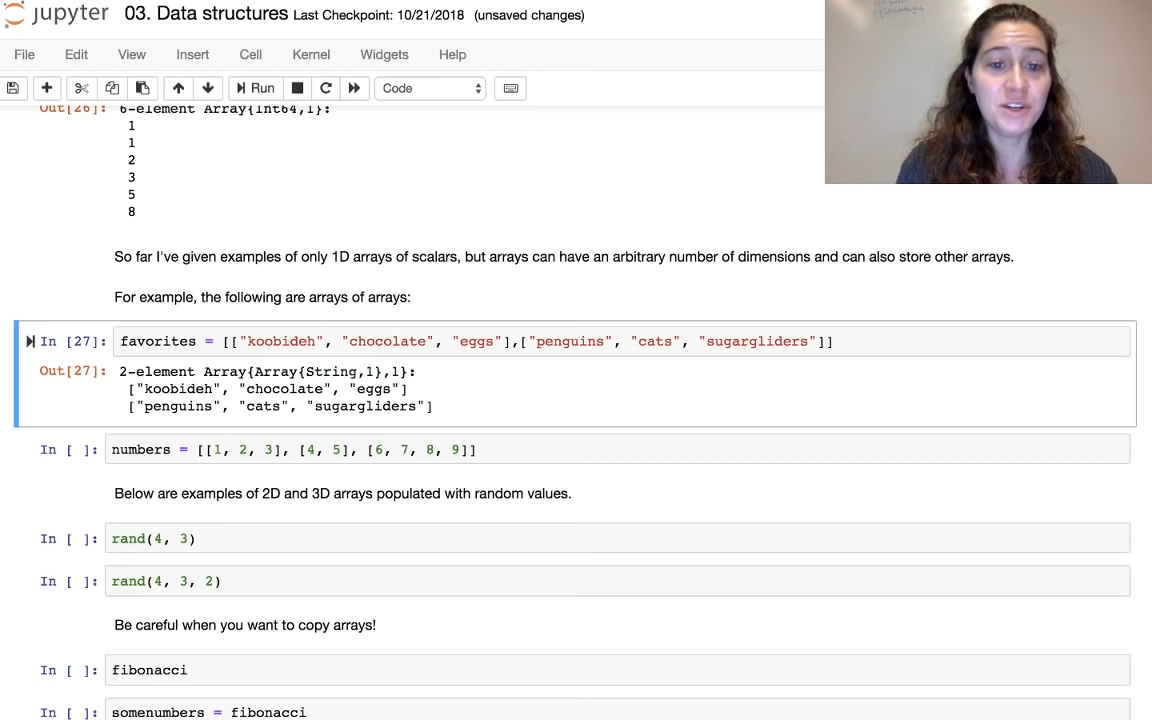 jupyter 03. Data structures Last Checkpoint: 10/21/2018 (unsaved changes)
File Edit View Insert Cell Kernel Widgets Help
Run Code
Out[26]: 6-element Array{Int64,1}:
1
1
2
3
5
8
So far I've given examples of only 1D arrays of scalars, but arrays can have an arbitrary number of dimensions and can also store other arrays.
For example, the following are arrays of arrays:
In [27]: favorites = [["koobideh", "chocolate", "eggs"],["penguins", "cats", "sugargliders"]]
Out[27]: 2-element Array{Array{String,1},1}:
["koobideh", "chocolate", "eggs"]
["penguins", "cats", "sugargliders"]
In [ ]: numbers = [[1, 2, 3], [4, 5], [6, 7, 8, 9]]
Below are examples of 2D and 3D arrays populated with random values.
In [ ]: rand(4, 3)
In [ ]: rand(4, 3, 2)
Be careful when you want to copy arrays!
In [ ]: fibonacci
In [ ]: somenumbers = fibonacci